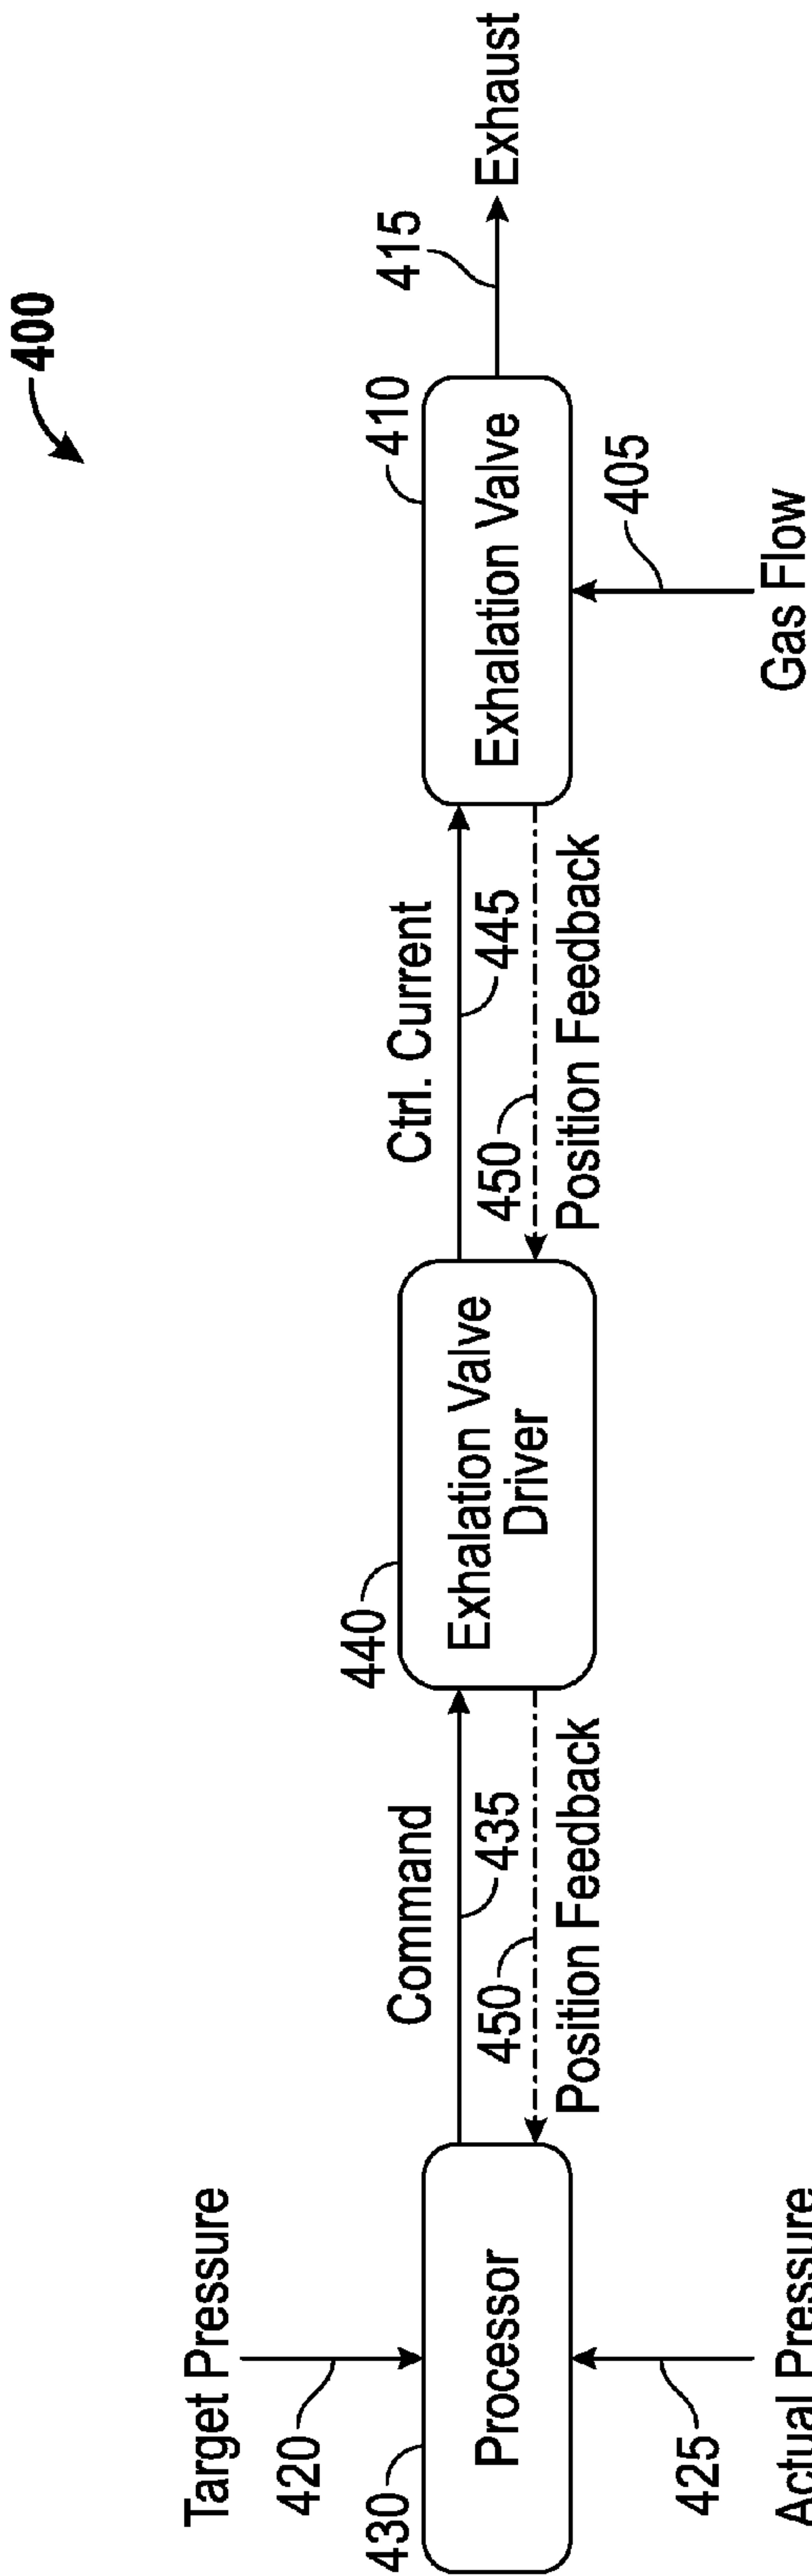 400
Target Pressure
420
430
Processor
425
Actual Pressure
Command
435
450
Position Feedback
440
Exhalation Valve
Driver
Ctrl. Current
445
450
Position Feedback
410
Exhalation Valve
405
Gas Flow
415
Exhaust